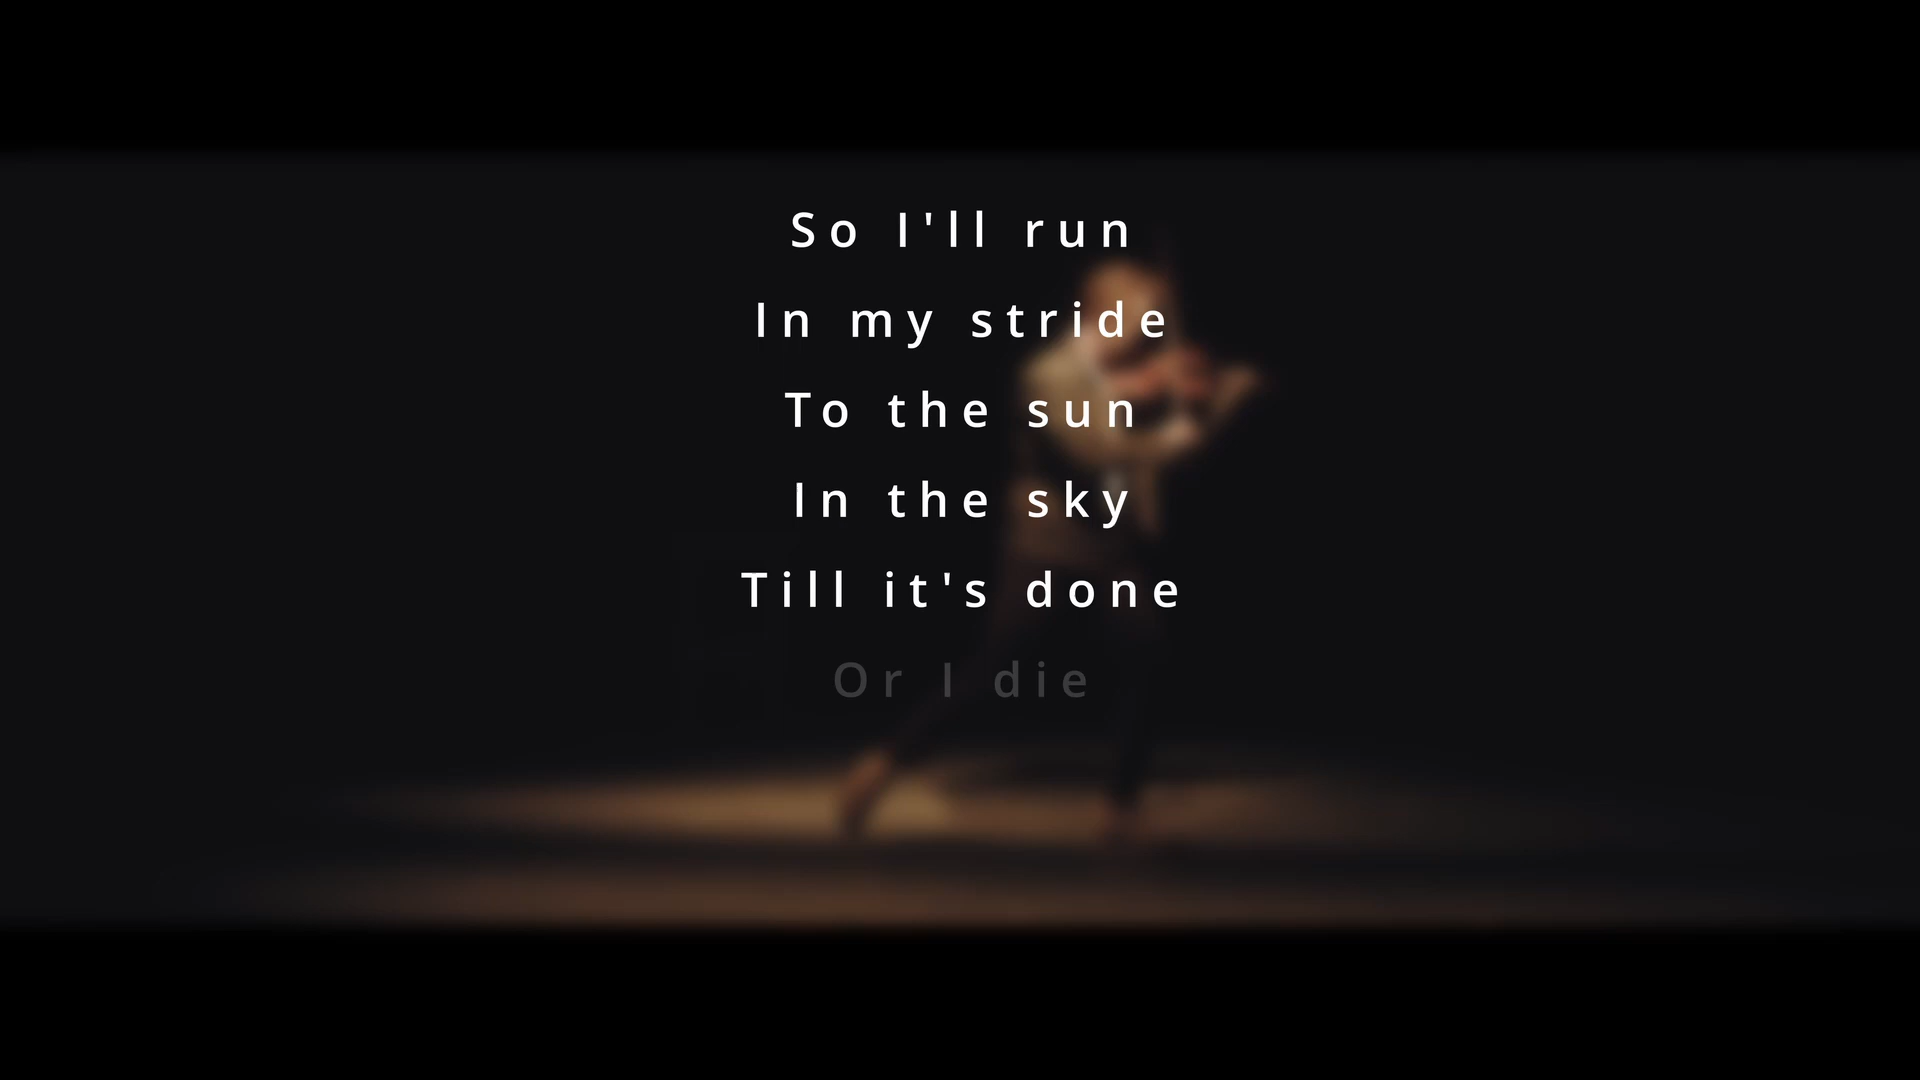 So I'll run
In my stride
To the sun
In the sky
Till it's done
Or I die